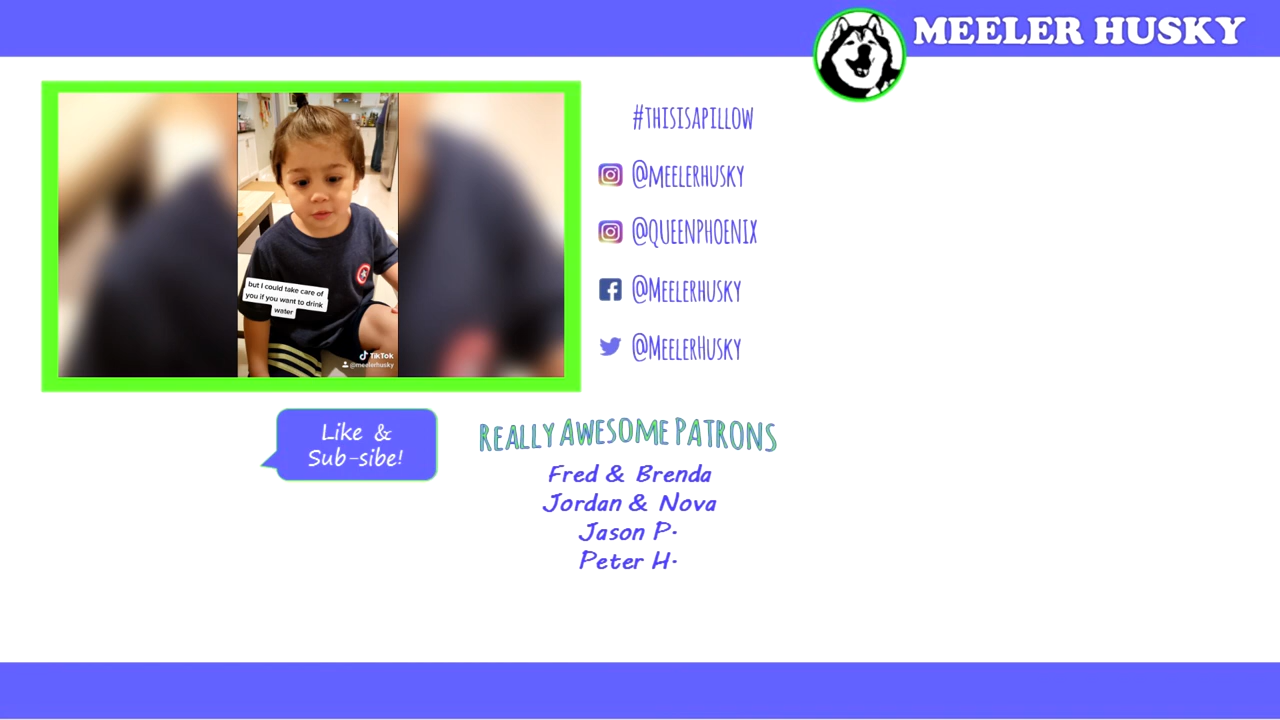 MEELER HUSKY
#THISISAPILLOW
@MEELERHUSKY
@QUEENPHOENIX
@MEELERHUSKY
@MEELERHUSKY
but I could take care of
you if you want to drink
water
TikTok
@meelerhusky
Like &
Sub-sibe!
REALLY AWESOME PATRONS
Fred & Brenda
Jordan & Nova
Jason P.
Peter H.